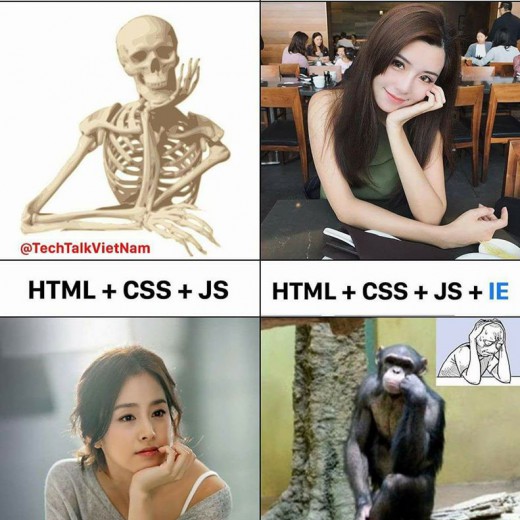 @TechTalkVietNam
HTML + CSS + JS
HTML + CSS + JS + IE